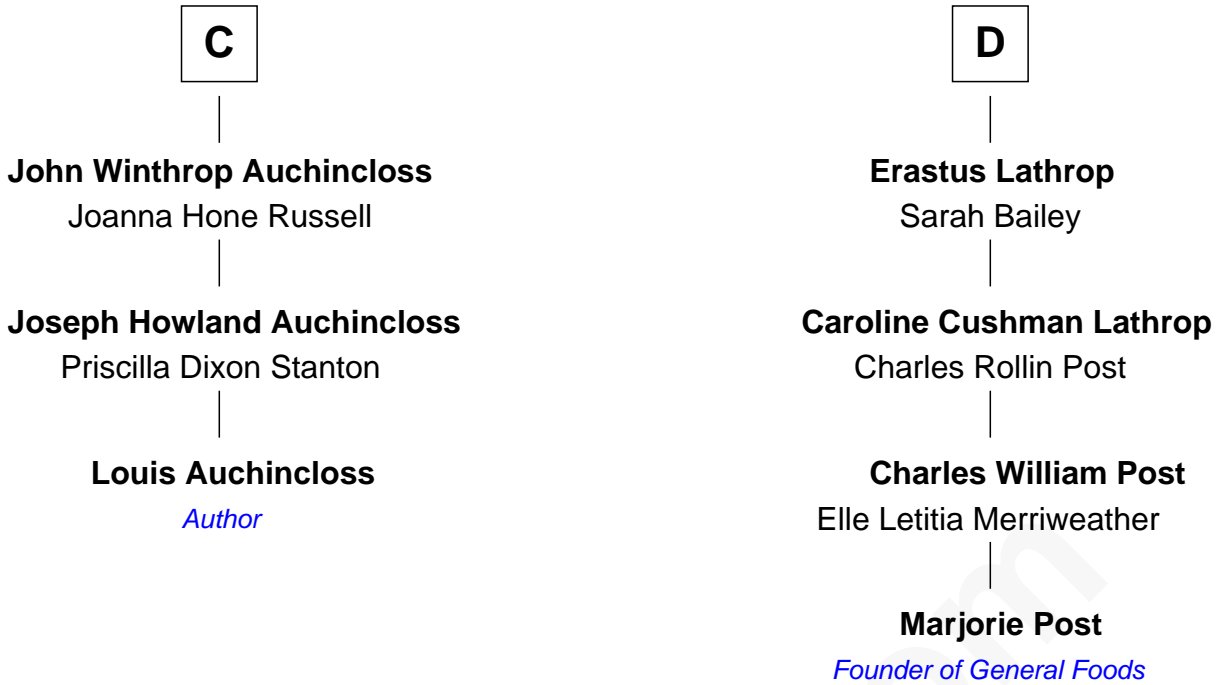 C
John Winthrop Auchincloss
Joanna Hone Russell
Joseph Howland Auchincloss
Priscilla Dixon Stanton
Louis Auchincloss
Author
D
Erastus Lathrop
Sarah Bailey
Caroline Cushman Lathrop
Charles Rollin Post
Charles William Post
Elle Letitia Merriweather
Marjorie Post
Founder of General Foods